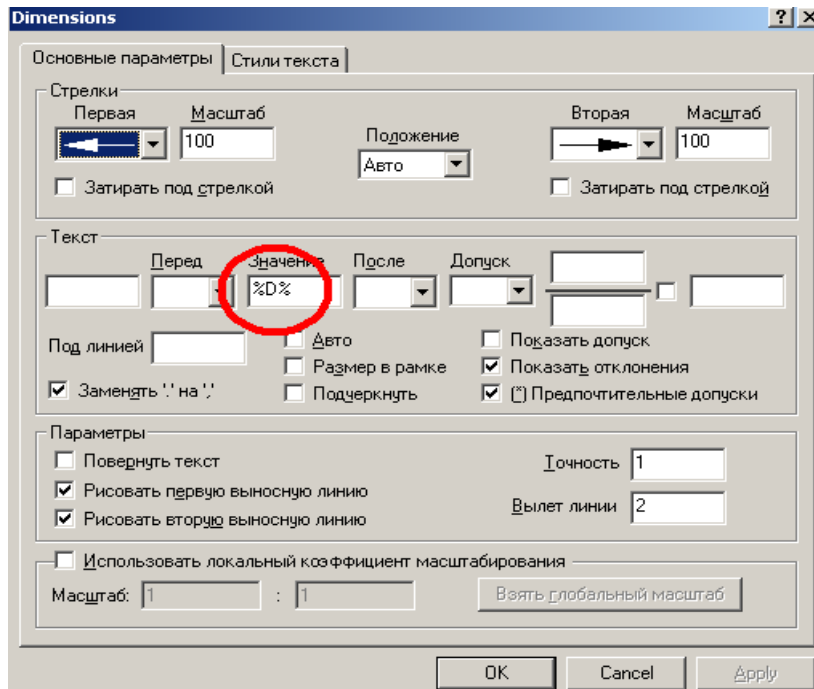 Dimensions
Основные параметры Стили текста
Стрелки
Первая Масштаб Вторая Масштаб
100 Положение 100
Авто
Затирать под стрелкой Затирать под стрелкой
Текст
Перед Значение После Допуск
%D%
Под линией Авто Показать допуск
Размер в рамке Показать отклонения
Заменять '.' на ',' Подчеркнуть (*) Предпочтительные допуски
Параметры
Повернуть текст Точность 1
Рисовать первую выносную линию
Вылет линии 2
Рисовать вторую выносную линию
Использовать локальный коэффициент масштабирования
Масштаб: 1 : 1 Взять глобальный масштаб
OK Cancel Apply